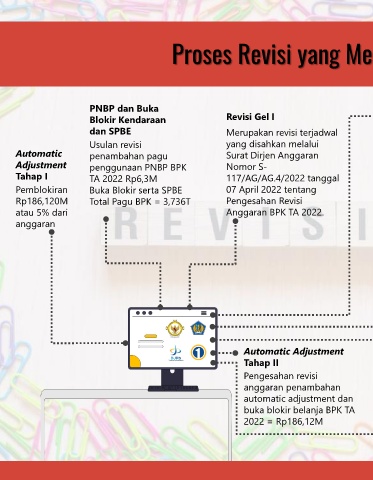 Proses Revisi yang Me
PNBP dan Buka
Blokir Kendaraan
dan SPBE
Usulan revisi
penambahan pagu
penggunaan PNBP BPK
TA 2022 Rp6,3M
Buka Blokir serta SPBE
Total Pagu BPK = 3,736T
Revisi Gel I
Merupakan revisi terjadwal
yang disahkan melalui
Surat Dirjen Anggaran
Nomor S-
117/AG/AG.4/2022 tanggal
07 April 2022 tentang
Pengesahan Revisi
Anggaran BPK TA 2022.
Automatic
Adjustment
Tahap I
Pemblokiran
Rp186,120M
atau 5% dari
anggaran
REVISI
Automatic Adjustment
Tahap II
Pengesahan revisi
anggaran penambahan
automatic adjustment dan
buka blokir belanja BPK TA
2022 = Rp186,12M